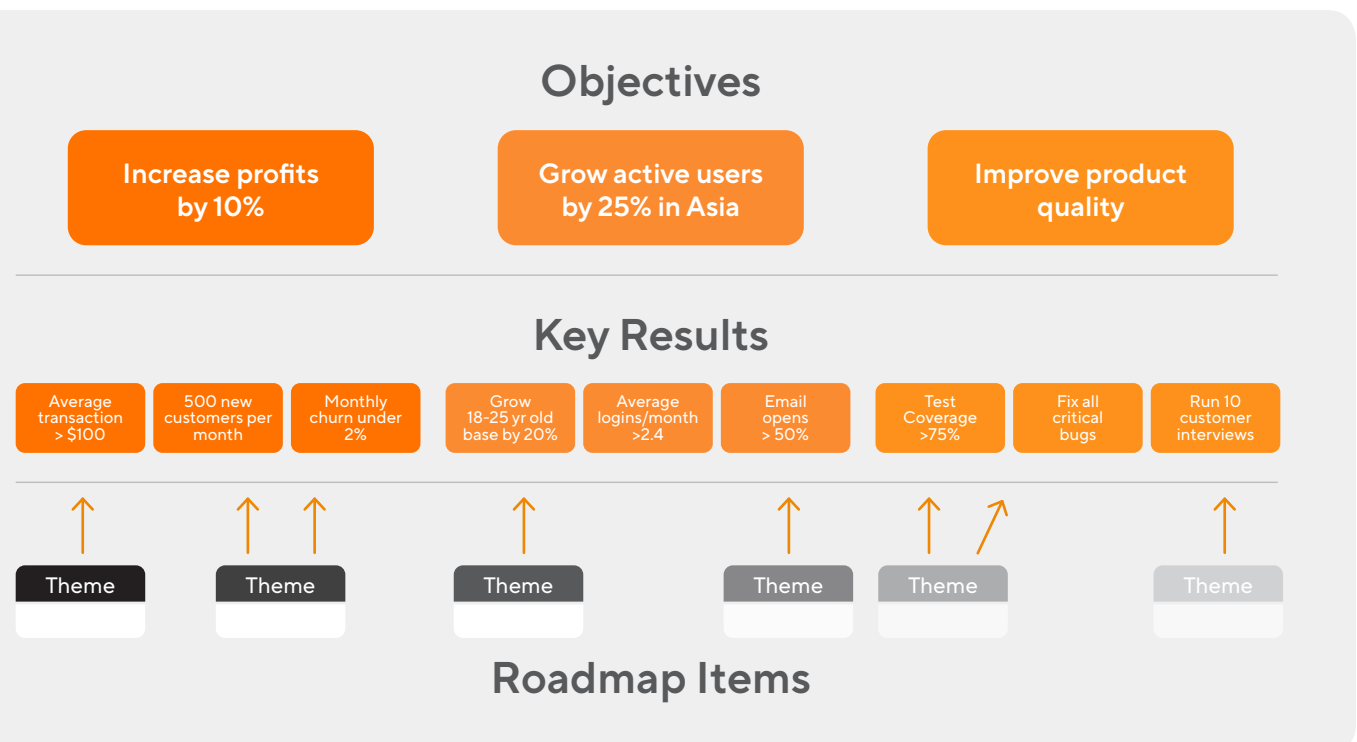 Objectives
Increase profits
by 10%
Grow active users
by 25% in Asia
Improve product
quality
Key Results
Average
transaction
> $100
500 new
customers per
month
Monthly
churn under
2%
Grow
18-25 yr old
base by 20%
Average
logins/month
>2.4
Email
opens
> 50%
Test
Coverage
>75%
Fix all
critical
bugs
Run 10
customer
interviews
Theme
Theme
Theme
Theme
Theme
Theme
Roadmap Items